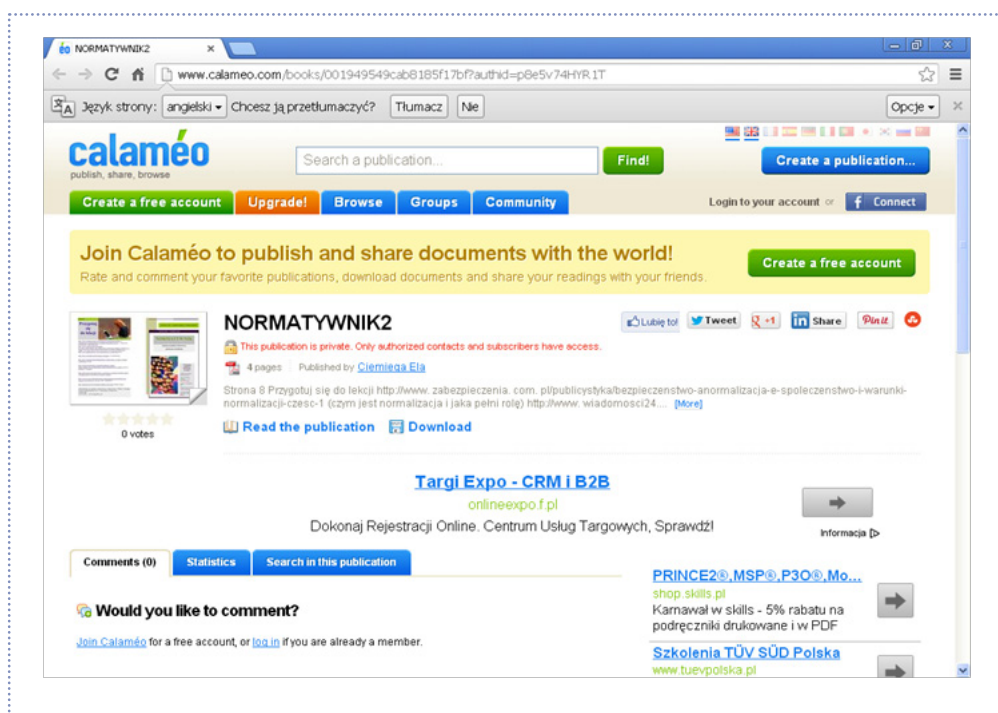 NORMATYWNIK2
www.calameo.com/books/001949549cab8185f17bf?authid=p8e5v74HYR1T
Język strony: angielski Chcesz ją przetłumaczyć? Tłumacz Nie Opcje
calaméo
publish, share, browse
Search a publication... Find! Create a publication...
Create a free account Upgrade! Browse Groups Community Login to your account or f Connect
Join Calaméo to publish and share documents with the world!
Rate and comment your favorite publications, download documents and share your readings with your friends.
Create a free account
NORMATYWNIK2
Lubię to! Tweet +1 in Share Pin it
This publication is private. Only authorized contacts and subscribers have access.
4 pages Published by Ciemiega Ela
Strona 8 Przygotuj się do lekcji http://www. zabezpieczenia. com. pl/publicystyka/bezpieczenstwo-anormalizacja-e-spoleczenstwo-i-warunki-
normalizacji-czesc-1 (czym jest normalizacja i jaka pełni rolę) http://www. wiadomosci24.... [More]
0 votes
Read the publication Download
Targi Expo - CRM i B2B
onlineexpo.f.pl
Dokonaj Rejestracji Online. Centrum Usług Targowych, Sprawdź!
Informacja
Comments (0) Statistics Search in this publication
Would you like to comment?
Join Calaméo for a free account, or log in if you are already a member.
PRINCE2®,MSP®,P3O®,Mo...
shop.skills.pl
Karnawał w skills - 5% rabatu na
podręczniki drukowane i w PDF
Szkolenia TÜV SÜD Polska
www.tuevpolska.pl